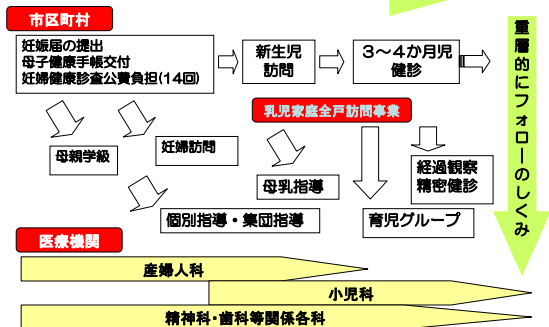 市区町村
妊娠届の提出
母子健康手帳交付
妊婦健康診査公費負担(14回)
新生児
訪問
3～4か月児
健診
乳児家庭全戸訪問事業
母親学級
妊婦訪問
母乳指導
経過観察
精密健診
個別指導・集団指導
育児グループ
重層的にフォローのしくみ
医療機関
産婦人科
小児科
精神科・歯科等関係各科